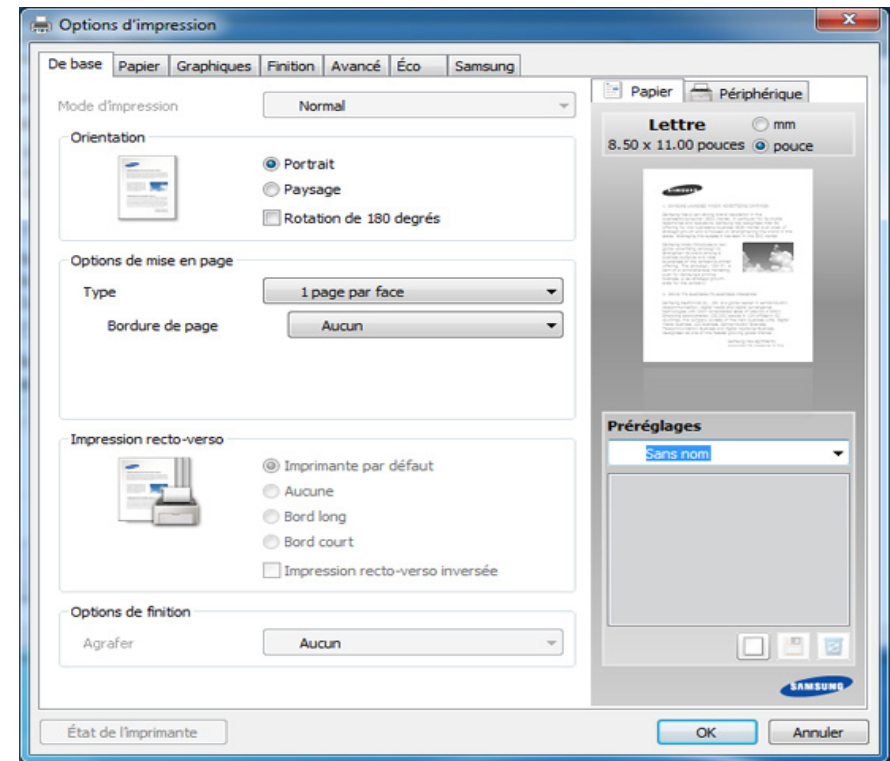 Options d'impression
De base Papier Graphiques Finition Avancé Éco Samsung
Mode d'impression Normal
Orientation
Portrait
Paysage
Rotation de 180 degrés
Options de mise en page
Type 1 page par face
Bordure de page Aucun
Impression recto-verso
Imprimante par défaut
Aucune
Bord long
Bord court
Impression recto-verso inversée
Options de finition
Agrafer Aucun
Papier Périphérique
Lettre mm
8.50 x 11.00 pouces pouce
Préréglages
Sans nom
SAMSUNG
État de l'imprimante OK Annuler